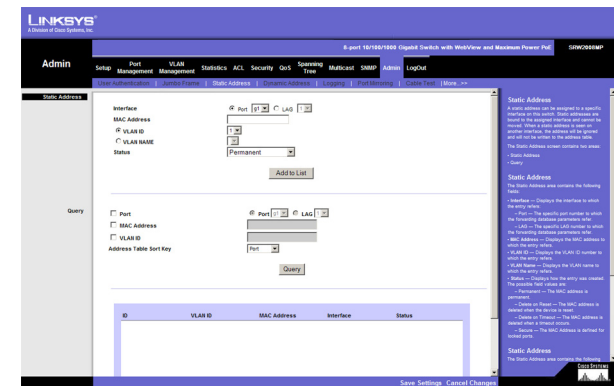 LINKSYS®
A Division of Cisco Systems, Inc.
8-port 10/100/1000 Gigabit Switch with WebView and Maximum Power PoE
SRW2008MP
Admin
Setup Port Management VLAN Management Statistics ACL Security QoS Spanning Tree Multicast SNMP Admin LogOut
User Authentication | Jumbo Frame | Static Address | Dynamic Address | Logging | Port Mirroring | Cable Test | More...>>
Static Address
Interface Port g1 LAG 1
MAC Address
VLAN ID 1
VLAN NAME
Status Permanent
Add to List
Query
Port Port g1 LAG 1
MAC Address
VLAN ID
Address Table Sort Key Port
Query
ID VLAN ID MAC Address Interface Status
Static Address
A static address can be assigned to a specific
interface on this switch. Static addresses are
bound to the assigned interface and cannot be
moved. When a static address is seen on
another interface, the address will be ignored
and will not be written to the address table.
The Static Address screen contains two areas:
- Static Address
- Query
Static Address
The Static Address area contains the following
fields:
- Interface — Displays the interface to which
the entry refers:
– Port — The specific port number to which
the forwarding database parameters refer.
– LAG — The specific LAG number to which
the forwarding database parameters refer.
- MAC Address — Displays the MAC address to
which the entry refers.
- VLAN ID — Displays the VLAN ID number to
which the entry refers.
- VLAN Name — Displays the VLAN name to
which the entry refers.
- Status — Displays how the entry was created.
The possible field values are:
– Permanent — The MAC address is
permanent.
– Delete on Reset — The MAC address is
deleted when the device is reset.
– Delete on Timeout — The MAC address is
deleted when a timeout occurs.
– Secure — The MAC Address is defined for
locked ports.
Static Address
The Static Address area contains the following
Save Settings Cancel Changes
CISCO SYSTEMS